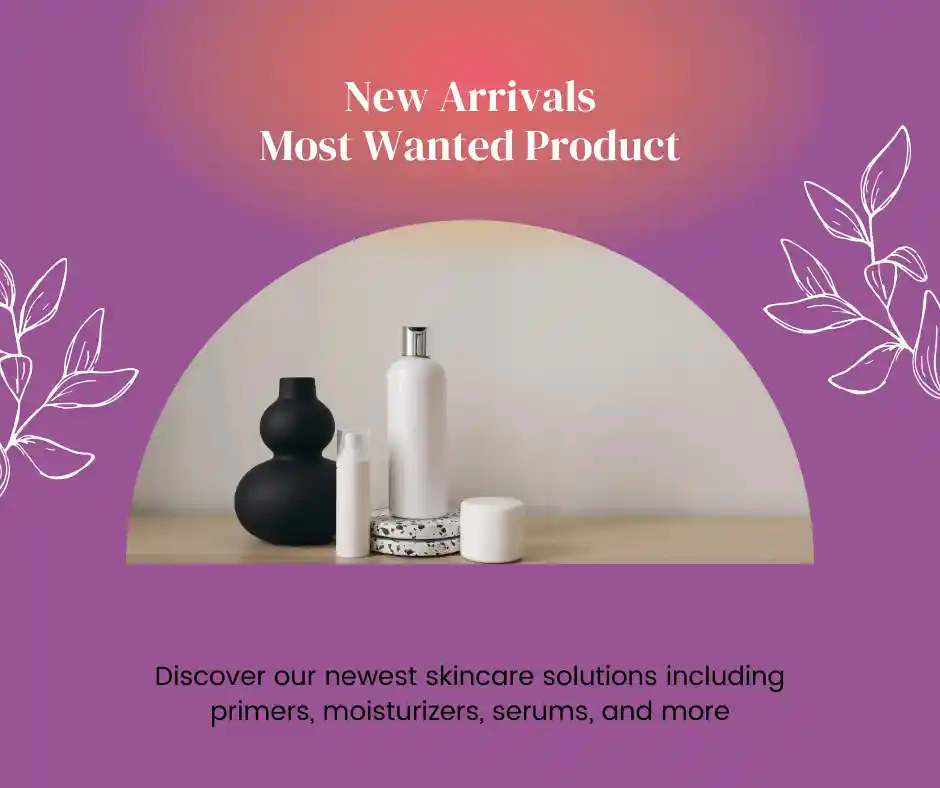 New Arrivals
Most Wanted Product
Discover our newest skincare solutions including
primers, moisturizers, serums, and more